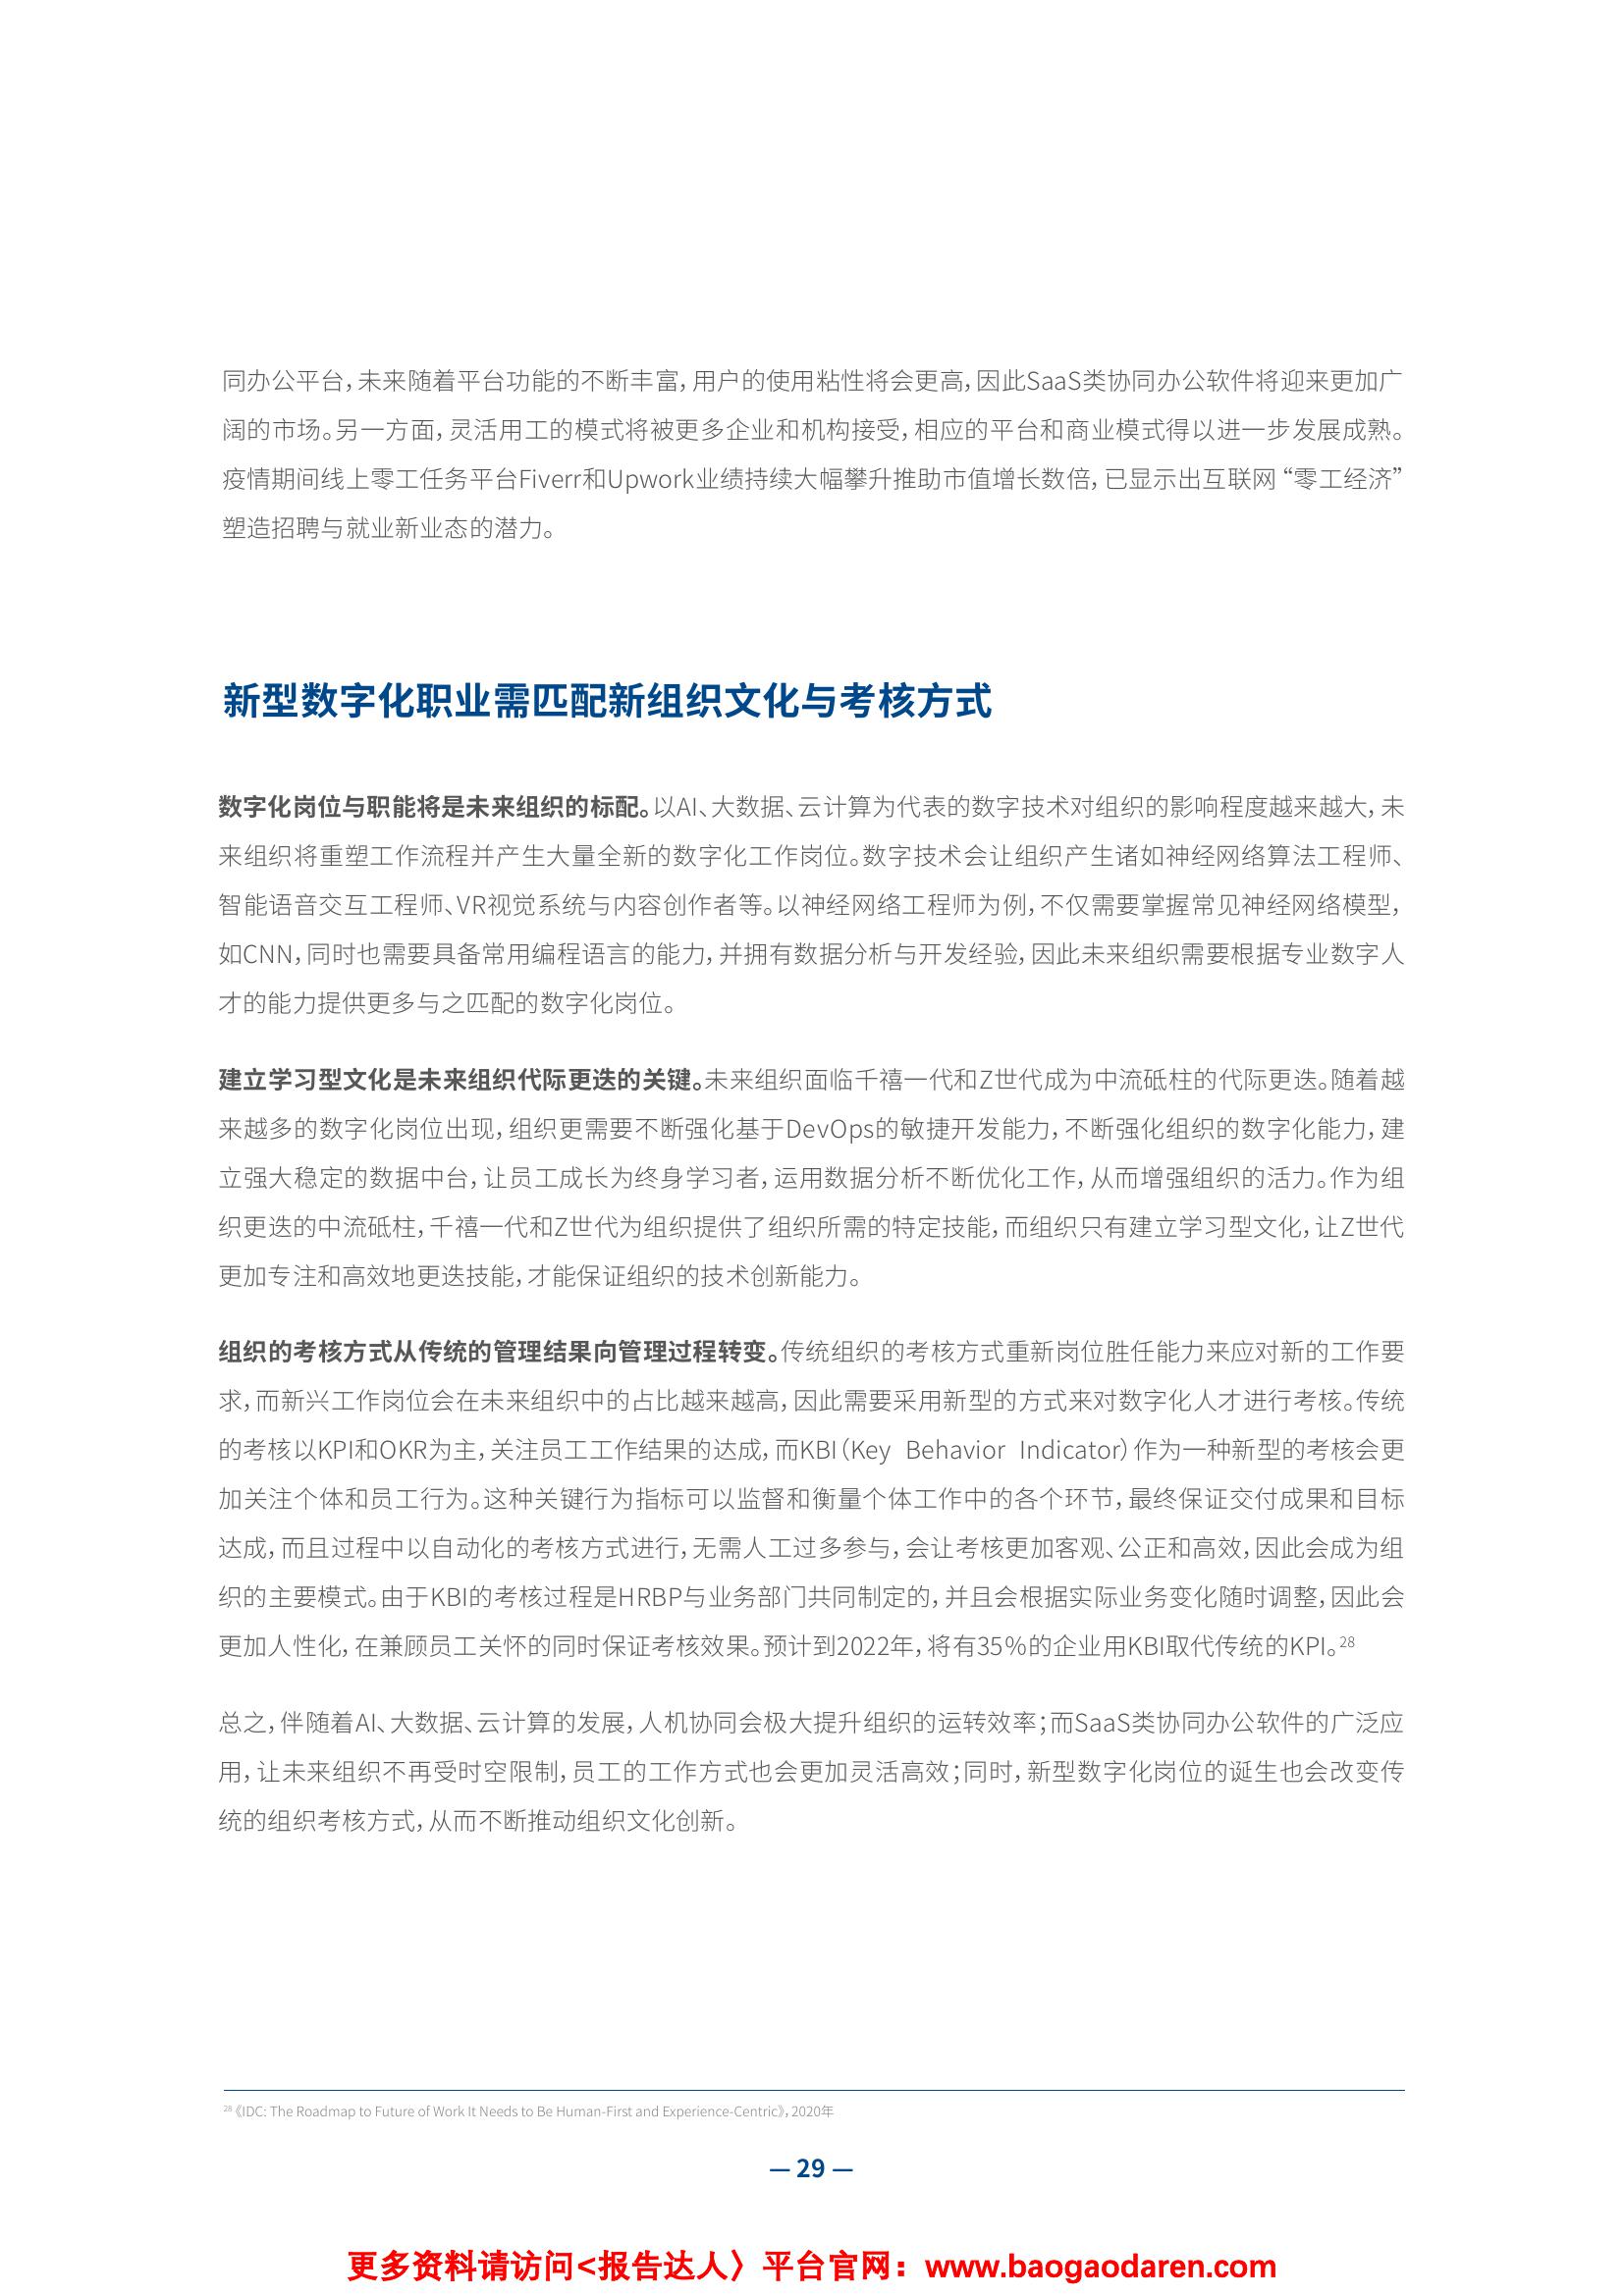 同办公平台，未来随着平台功能的不断丰富，用户的使用粘性将会更高，因此SaaS类协同办公软件将迎来更加广
阔的市场。另一方面，灵活用工的模式将被更多企业和机构接受，相应的平台和商业模式得以进一步发展成熟。
疫情期间线上零工任务平台Fiverr和Upwork业绩持续大幅攀升推助市值增长数倍，已显示出互联网“零工经济”
塑造招聘与就业新业态的潜力。
新型数字化职业需匹配新组织文化与考核方式
数字化岗位与职能将是未来组织的标配。以AI、大数据、云计算为代表的数字技术对组织的影响程度越来越大，未
来组织将重塑工作流程并产生大量全新的数字化工作岗位。数字技术会让组织产生诸如神经网络算法工程师、
智能语音交互工程师、VR视觉系统与内容创作者等。以神经网络工程师为例，不仅需要掌握常见神经网络模型，
如CNN，同时也需要具备常用编程语言的能力，并拥有数据分析与开发经验，因此未来组织需要根据专业数字人
才的能力提供更多与之匹配的数字化岗位。
建立学习型文化是未来组织代际更迭的关键。未来组织面临千禧一代和Z世代成为中流砥柱的代际更迭。随着越
来越多的数字化岗位出现，组织更需要不断强化基于DevOps的敏捷开发能力，不断强化组织的数字化能力，建
立强大稳定的数据中台，让员工成长为终身学习者，运用数据分析不断优化工作，从而增强组织的活力。作为组
织更迭的中流砥柱，千禧一代和Z世代为组织提供了组织所需的特定技能，而组织只有建立学习型文化，让Z世代
更加专注和高效地更迭技能，才能保证组织的技术创新能力。
组织的考核方式从传统的管理结果向管理过程转变。传统组织的考核方式重新岗位胜任能力来应对新的工作要
求，而新兴工作岗位会在未来组织中的占比越来越高，因此需要采用新型的方式来对数字化人才进行考核。传统
的考核以KPI和OKR为主，关注员工工作结果的达成，而KBI（Key Behavior Indicator）作为一种新型的考核会更
加关注个体和员工行为。这种关键行为指标可以监督和衡量个体工作中的各个环节，最终保证交付成果和目标
达成，而且过程中以自动化的考核方式进行，无需人工过多参与，会让考核更加客观、公正和高效，因此会成为组
织的主要模式。由于KBI的考核过程是HRBP与业务部门共同制定的，并且会根据实际业务变化随时调整，因此会
更加人性化，在兼顾员工关怀的同时保证考核效果。预计到2022年，将有35%的企业用KBI取代传统的KPI。28
总之，伴随着AI、大数据、云计算的发展，人机协同会极大提升组织的运转效率；而SaaS类协同办公软件的广泛应
用，让未来组织不再受时空限制，员工的工作方式也会更加灵活高效；同时，新型数字化岗位的诞生也会改变传
统的组织考核方式，从而不断推动组织文化创新。
28《IDC: The Roadmap to Future of Work It Needs to Be Human-First and Experience-Centric》，2020年
— 29 —
更多资料请访问<报告达人〉平台官网：www.baogaodaren.com